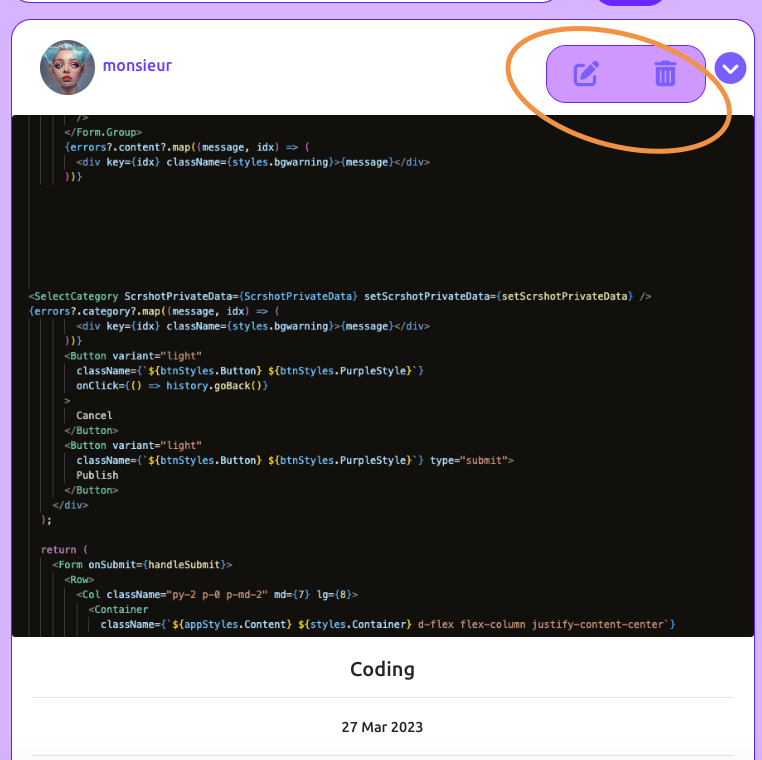 monsieur
/>
</Form.Group>
{errors?.content?.map((message, idx) => (
<div key={idx} className={styles.bgwarning}>{message}</div>
))}
<SelectCategory ScrshotPrivateData={ScrshotPrivateData} setScrshotPrivateData={setScrshotPrivateData} />
{errors?.category?.map((message, idx) => (
<div key={idx} className={styles.bgwarning}>{message}</div>
))}
<Button variant="light"
className={`${btnStyles.Button} ${btnStyles.PurpleStyle}`}
onClick={() => history.goBack()}
>
Cancel
</Button>
<Button variant="light"
className={`${btnStyles.Button} ${btnStyles.PurpleStyle}`} type="submit">
Publish
</Button>
</div>
);
return (
<Form onSubmit={handleSubmit}>
<Row>
<Col className="py-2 p-0 p-md-2" md={7} lg={8}>
<Container
className={`${appStyles.Content} ${styles.Container} d-flex flex-column justify-content-center`}
Coding
27 Mar 2023